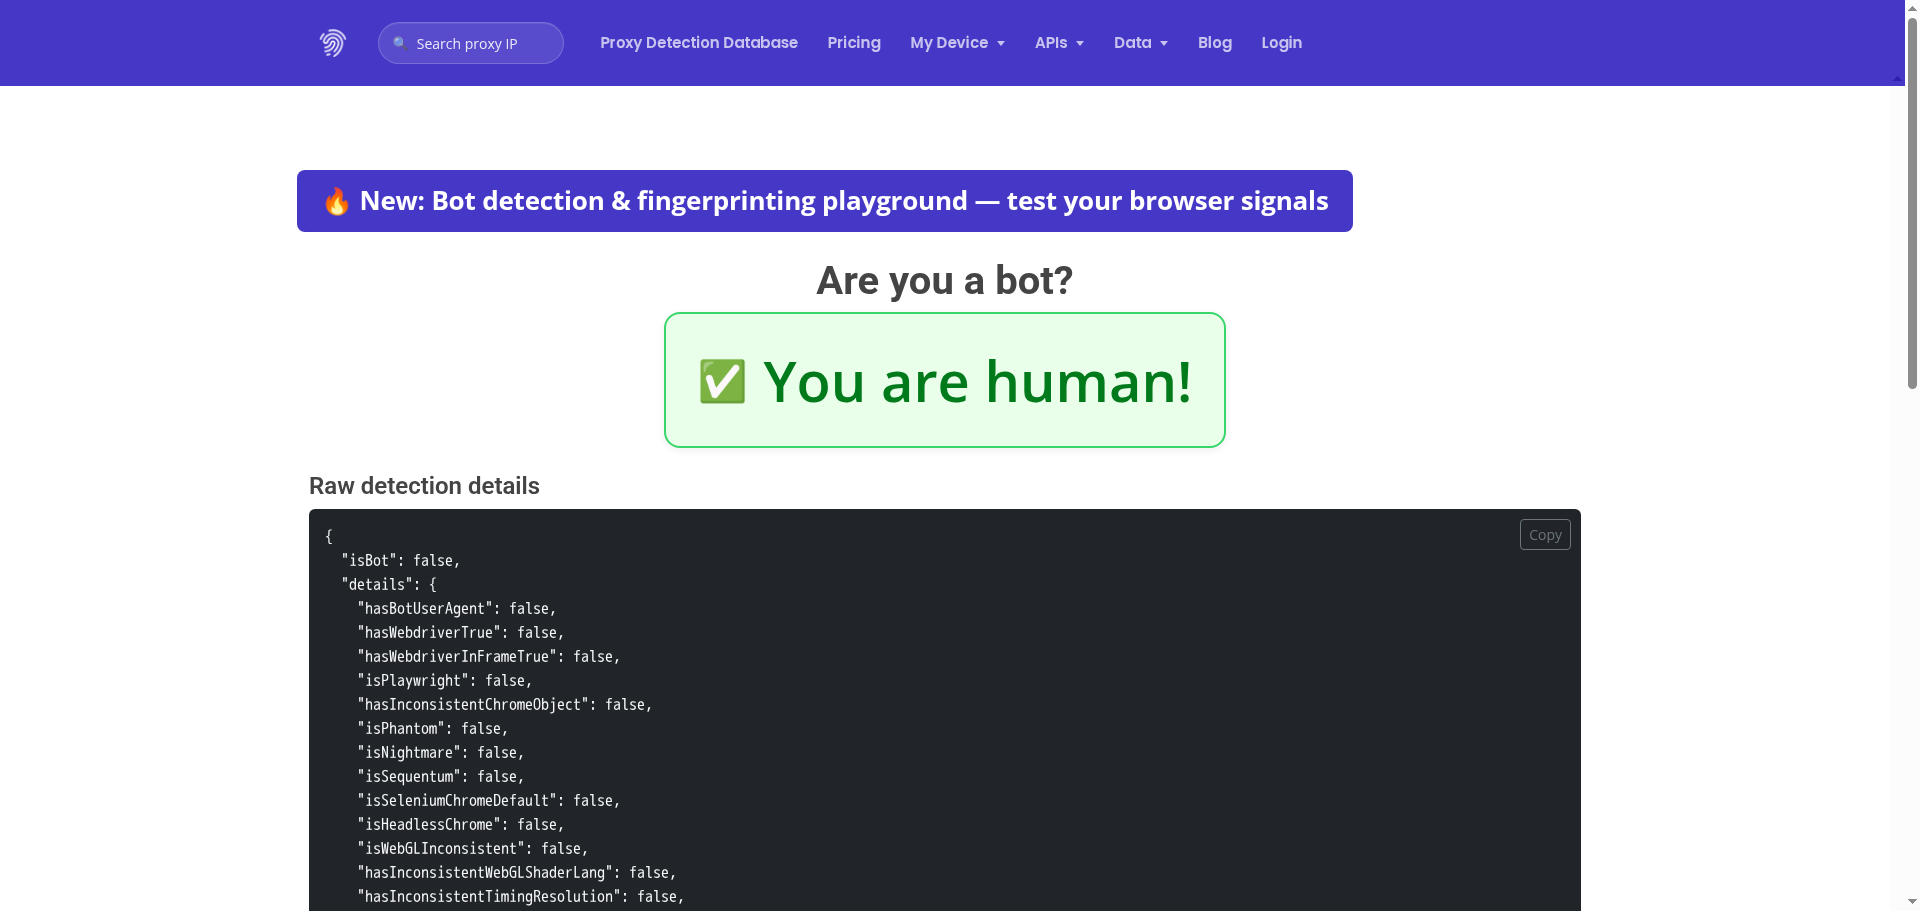 Search proxy IP
Proxy Detection Database
Pricing
My Device
APIs
Data
Blog
Login
🔥 New: Bot detection & fingerprinting playground — test your browser signals
Are you a bot?
✅ You are human!
Raw detection details
Copy
{
  "isBot": false,
  "details": {
    "hasBotUserAgent": false,
    "hasWebdriverTrue": false,
    "hasWebdriverInFrameTrue": false,
    "isPlaywright": false,
    "hasInconsistentChromeObject": false,
    "isPhantom": false,
    "isNightmare": false,
    "isSequentum": false,
    "isSeleniumChromeDefault": false,
    "isHeadlessChrome": false,
    "isWebGLInconsistent": false,
    "hasInconsistentWebGLShaderLang": false,
    "hasInconsistentTimingResolution": false,